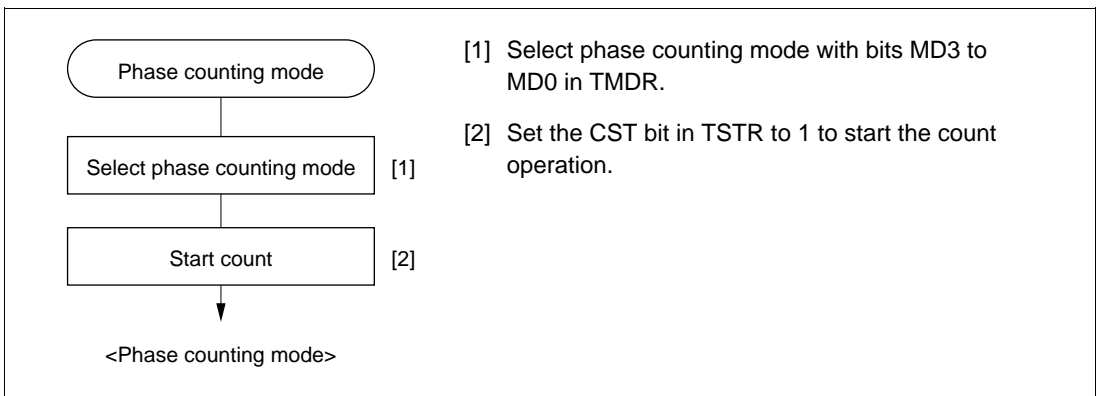 Phase counting mode
Select phase counting mode [1]
Start count [2]
<Phase counting mode>
[1] Select phase counting mode with bits MD3 to
MD0 in TMDR.
[2] Set the CST bit in TSTR to 1 to start the count
operation.